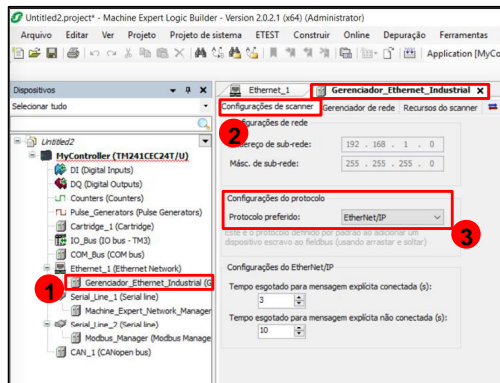 Untitled2.project* - Machine Expert Logic Builder - Version 2.0.2.1 (x64) (Administrator)
Arquivo Editar Ver Projeto Projeto de sistema ETEST Construir Online Depuração Ferramentas
Application [MyCo
Dispositivos
Selecionar tudo
Untitled2
MyController (TM241CEC24T/U)
DI (Digital Inputs)
DQ (Digital Outputs)
Counters (Counters)
Pulse_Generators (Pulse Generators)
Cartridge_1 (Cartridge)
IO_Bus (IO bus - TM3)
COM_Bus (COM bus)
Ethernet_1 (Ethernet Network)
1
Gerenciador_Ethernet_Industrial (G
Serial_Line_1 (Serial line)
Machine_Expert_Network_Manager
Serial_Line_2 (Serial line)
Modbus_Manager (Modbus Manage
CAN_1 (CANopen bus)
Ethernet_1 Gerenciador_Ethernet_Industrial X
Configurações de scanner Gerenciador de rede Recursos do scanner
2
nfigurações de rede
ereço de sub-rede: 192 . 168 . 1 . 0
Másc. de sub-rede: 255 . 255 . 255 . 0
Configurações do protocolo
Protocolo preferido: EtherNet/IP
3
Este é o protocolo definido por padrão ao adicionar um
dispositivo escravo ao fieldbus (usando arrastar e soltar)
Configurações do EtherNet/IP
Tempo esgotado para mensagem explícita conectada (s):
3
Tempo esgotado para mensagem explícita não conectada (s):
10